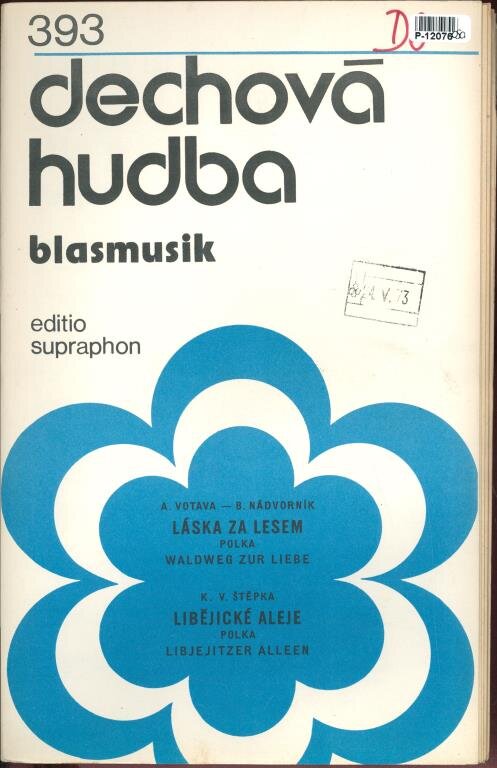 393
P-12076
dechová
hudba
blasmusik
editio
supraphon
A. VOTAVA — B. NÁDVORNÍK
LÁSKA ZA LESEM
POLKA
WALDWEG ZUR LIEBE
K. V. ŠTĚPKA
LIBĚJICKÉ ALEJE
POLKA
LIBJEJITZER ALLEEN